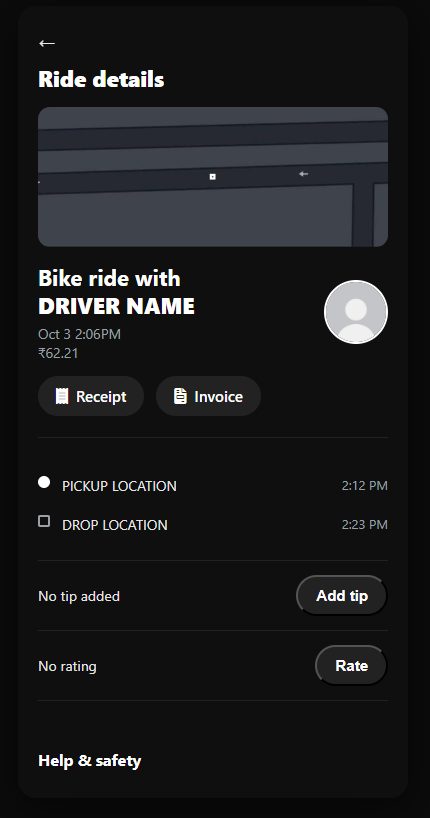 ←
Ride details
←
Bike ride with
DRIVER NAME
Oct 3 2:06PM
₹62.21
Receipt Invoice
PICKUP LOCATION 2:12 PM
DROP LOCATION 2:23 PM
No tip added Add tip
No rating Rate
Help & safety